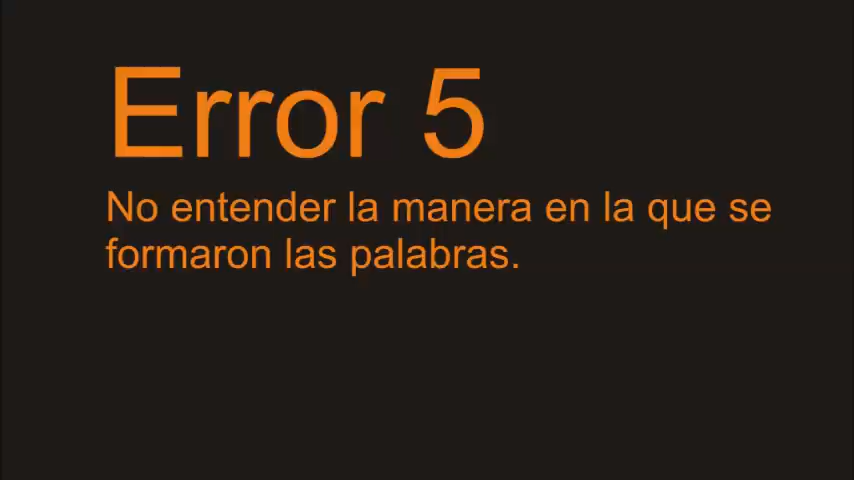 Error 5
No entender la manera en la que se
formaron las palabras.